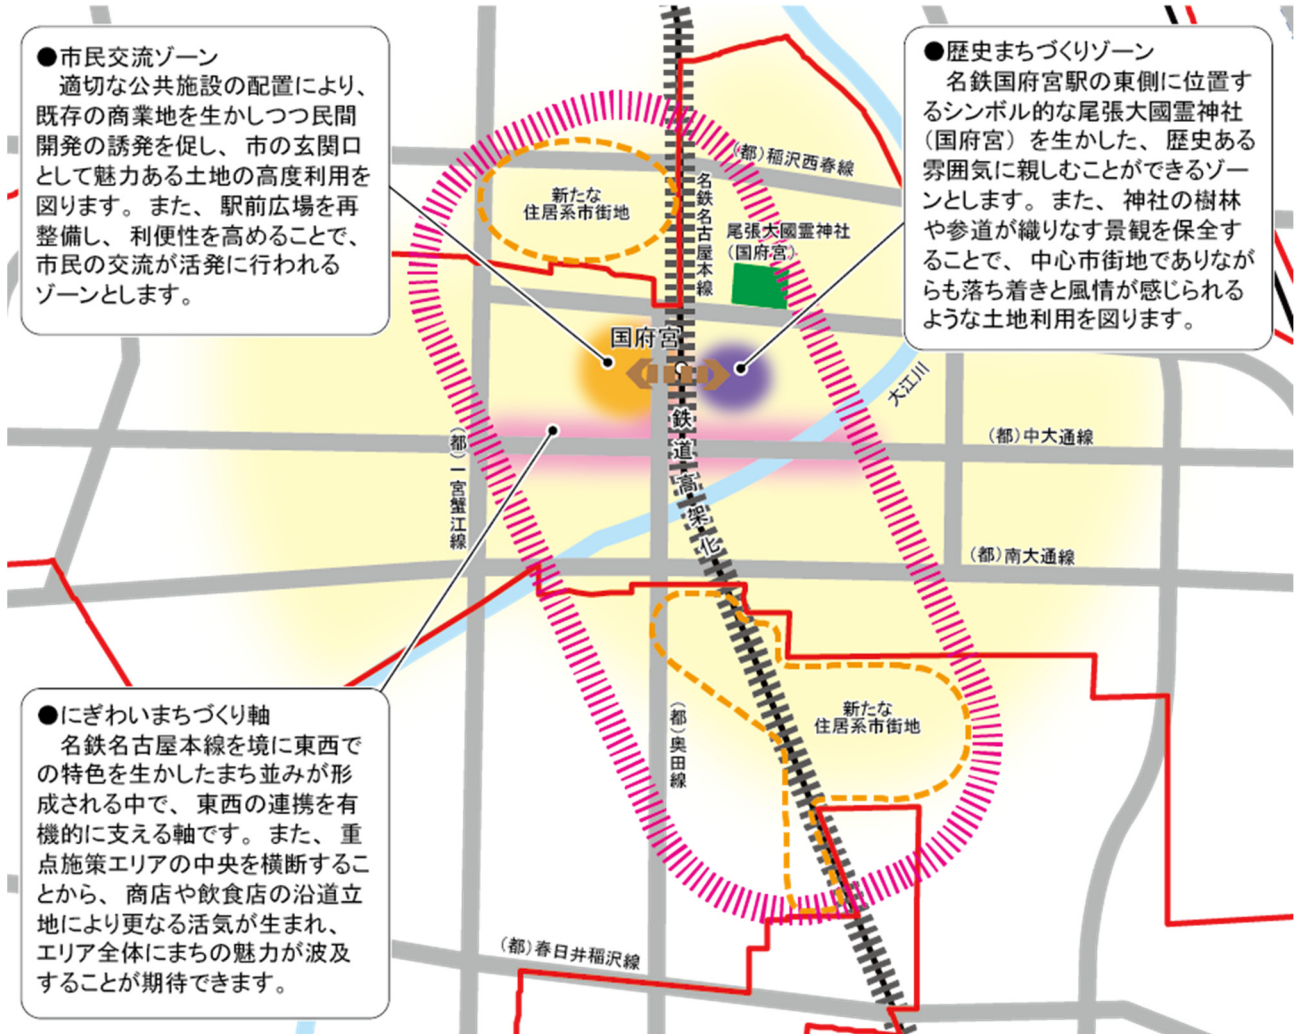 ●市民交流ゾーン
適切な公共施設の配置により、
既存の商業地を生かしつつ民間
開発の誘発を促し、市の玄関口
として魅力ある土地の高度利用を
図ります。また、駅前広場を再
整備し、利便性を高めることで、
市民の交流が活発に行われる
ゾーンとします。
●歴史まちづくりゾーン
名鉄国府宮駅の東側に位置す
るシンボル的な尾張大國霊神社
（国府宮）を生かした、歴史ある
雰囲気に親しむことができるゾー
ンとします。また、神社の樹林
や参道が織りなす景観を保全す
ることで、中心市街地でありなが
らも落ち着きと風情が感じられる
ような土地利用を図ります。
（都）稲沢西春線
新たな
住居系市街地
名鉄名古屋本線
尾張大國霊神社
（国府宮）
国府宮
大江川
鉄道高架化
（都）中大通線
（都）一宮蟹江線
（都）南大通線
●にぎわいまちづくり軸
名鉄名古屋本線を境に東西で
の特色を生かしたまち並みが形
成される中で、東西の連携を有
機的に支える軸です。また、重
点施策エリアの中央を横断するこ
とから、商店や飲食店の沿道立
地により更なる活気が生まれ、
エリア全体にまちの魅力が波及
することが期待できます。
（都）奥田線
新たな
住居系市街地
（都）春日井稲沢線